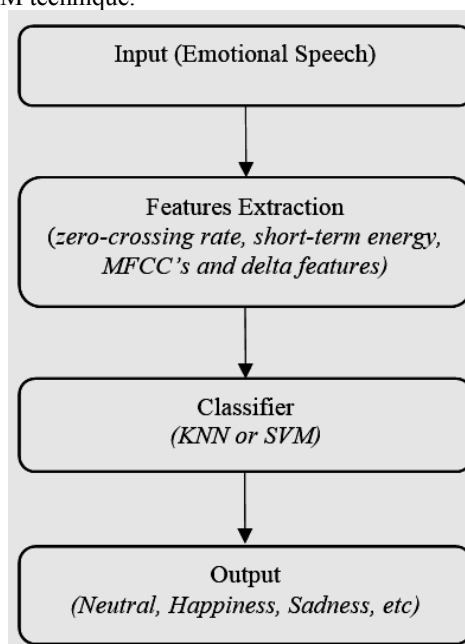 M technique.
Input (Emotional Speech)
Features Extraction
(zero-crossing rate, short-term energy,
MFCC's and delta features)
Classifier
(KNN or SVM)
Output
(Neutral, Happiness, Sadness, etc)